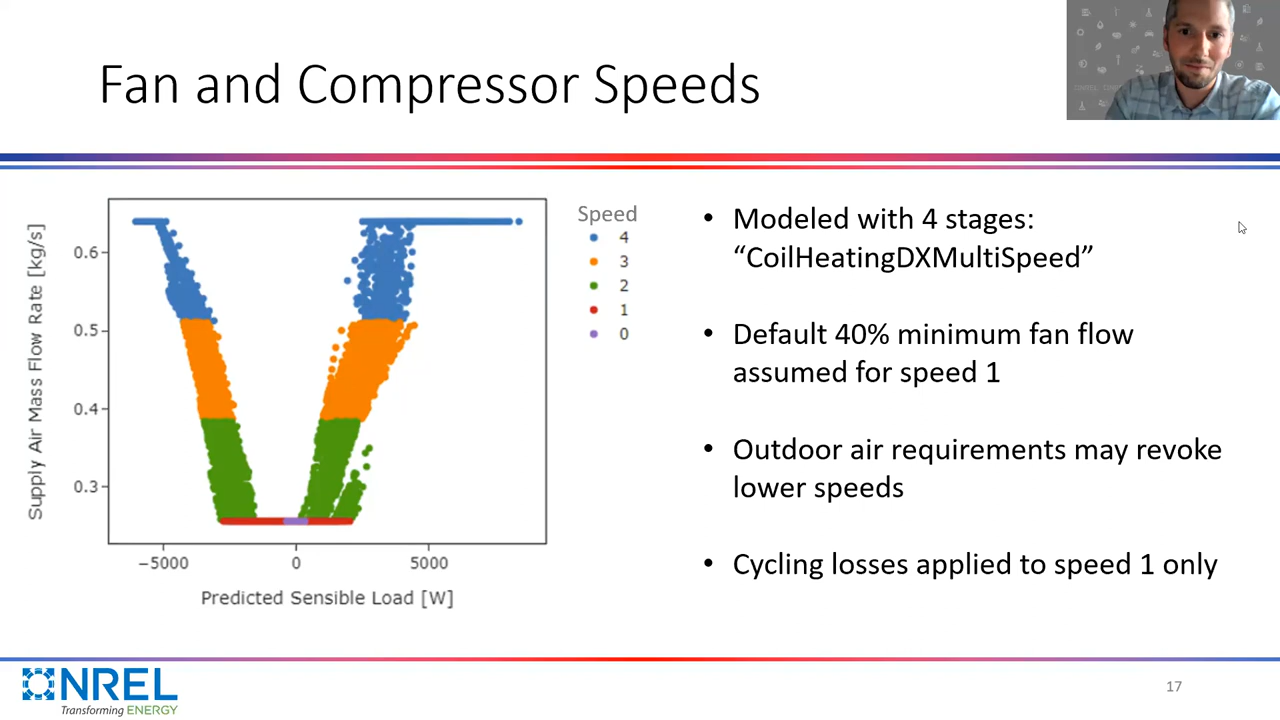 Fan and Compressor Speeds
Supply Air Mass Flow Rate [kg/s]
0.6
0.5
0.4
0.3
−5000
0
5000
Predicted Sensible Load [W]
Speed
4
3
2
1
0
• Modeled with 4 stages:
“CoilHeatingDXMultiSpeed”
• Default 40% minimum fan flow
assumed for speed 1
• Outdoor air requirements may revoke
lower speeds
• Cycling losses applied to speed 1 only
NREL
Transforming ENERGY
17